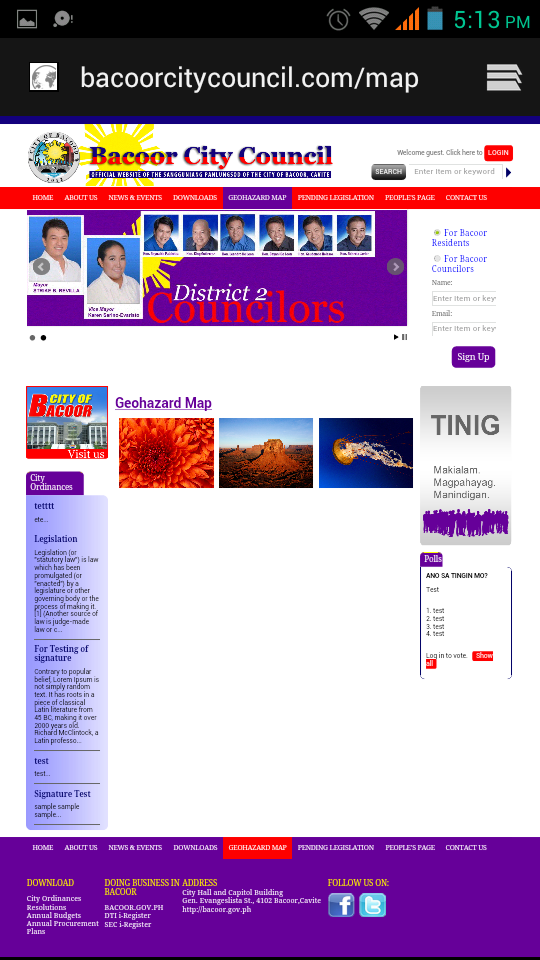 5:13 PM
bacoorcitycouncil.com/map
Bacoor City Council
OFFICIAL WEBSITE OF THE SANGGUNIANG PANLUNGSOD OF THE CITY OF BACOOR, CAVITE
Welcome guest. Click here to LOGIN
SEARCH Enter Item or keyword
HOME ABOUT US NEWS & EVENTS DOWNLOADS GEOHAZARD MAP PENDING LEGISLATION PEOPLE'S PAGE CONTACT US
Mayor
STRIKE B. REVILLA
Vice Mayor
Karen Sarino-Evaristo
District 2
Councilors
For Bacoor
Residents
For Bacoor
Councilors
Name:
Enter Item or key
Email:
Enter Item or key
Sign Up
CITY OF
BACOOR
Visit us
Geohazard Map
TINIG
Makialam.
Magpahayag.
Manindigan.
City
Ordinances
tetttt
ete...
Legislation
Legislation (or
"statutory law") is law
which has been
promulgated (or
"enacted") by a
legislature or other
governing body or the
process of making it.
[1] (Another source of
law is judge-made
law or c...
For Testing of
signature
Contrary to popular
belief, Lorem Ipsum is
not simply random
text. It has roots in a
piece of classical
Latin literature from
45 BC, making it over
2000 years old.
Richard McClintock, a
Latin professo...
test
test...
Signature Test
sample sample
sample...
Polls
ANO SA TINGIN MO?
Test
1. test
2. test
3. test
4. test
Log in to vote. Show
all
HOME ABOUT US NEWS & EVENTS DOWNLOADS GEOHAZARD MAP PENDING LEGISLATION PEOPLE'S PAGE CONTACT US
DOWNLOAD
City Ordinances
Resolutions
Annual Budgets
Annual Procurement
Plans
DOING BUSINESS IN
BACOOR
BACOOR.GOV.PH
DTI i-Register
SEC i-Register
ADDRESS
City Hall and Capitol Building
Gen. Evangeslista St., 4102 Bacoor,Cavite
http://bacoor.gov.ph
FOLLOW US ON: